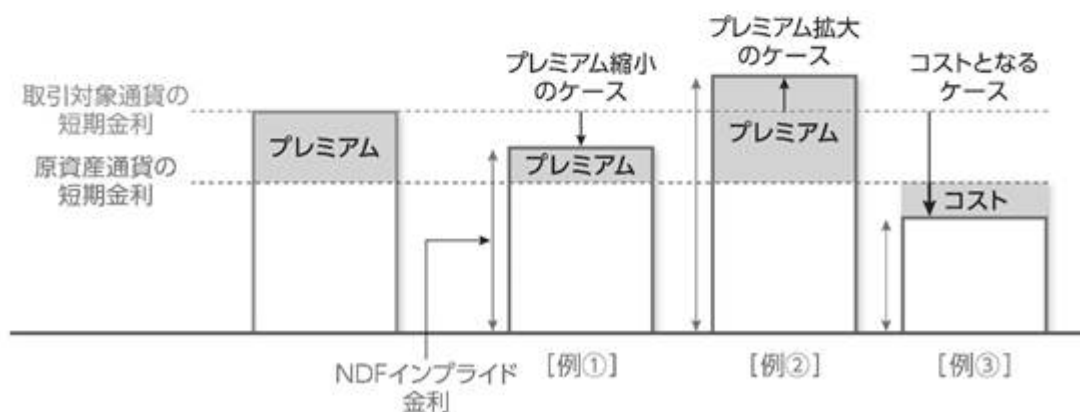 プレミアム拡大
のケース
プレミアム縮小
のケース
コストとなる
ケース
取引対象通貨の
短期金利
プレミアム
プレミアム
原資産通貨の
短期金利
プレミアム
コスト
NDFインプライド
金利
[例①]
[例②]
[例③]